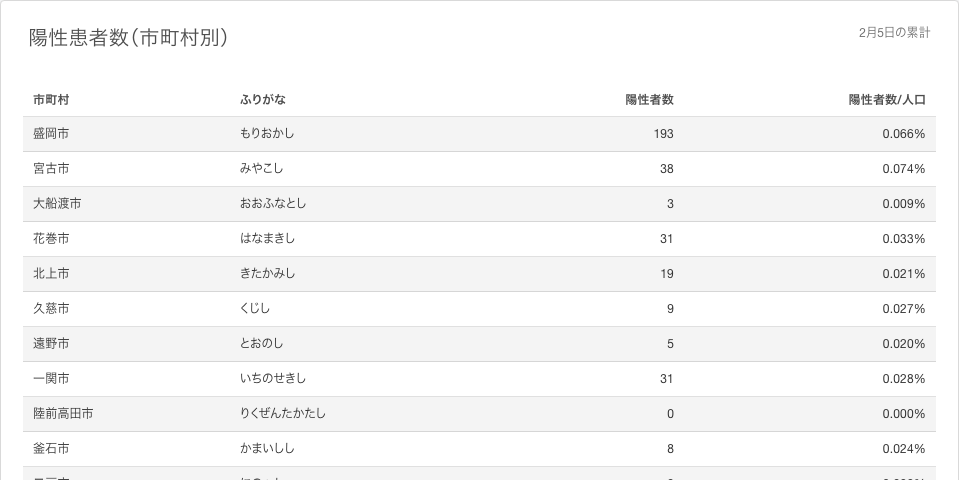 陽性患者数(市町村別)
2月5日の累計
市町村 ふりがな 陽性者数 陽性者数/人口
盛岡市 もりおかし 193 0.066%
宮古市 みやこし 38 0.074%
大船渡市 おおふなとし 3 0.009%
花巻市 はなまきし 31 0.033%
北上市 きたかみし 19 0.021%
久慈市 くじし 9 0.027%
遠野市 とおのし 5 0.020%
一関市 いちのせきし 31 0.028%
陸前高田市 りくぜんたかたし 0 0.000%
釜石市 かまいしし 8 0.024%